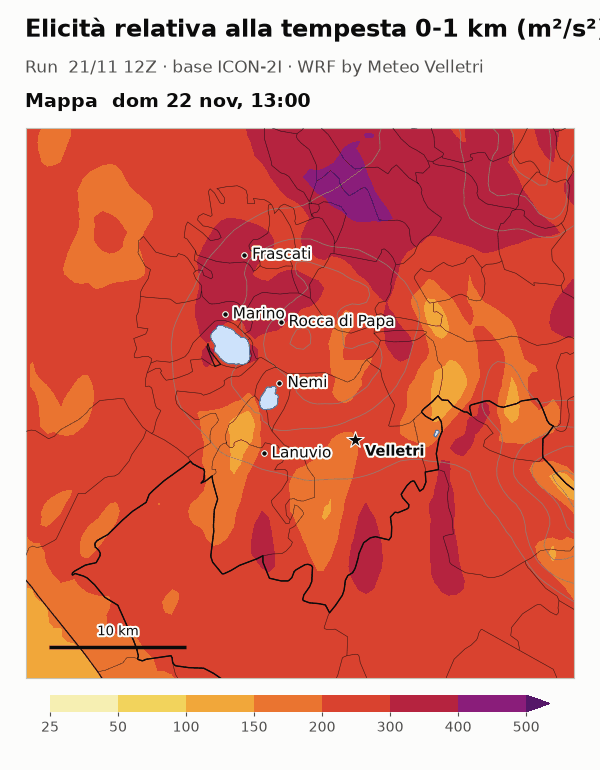 Elicità relativa alla tempesta 0-1 km (m²/s²)
Run 21/11 12Z · base ICON-2I · WRF by Meteo Velletri
Mappa dom 22 nov, 13:00
Frascati
Marino
Rocca di Papa
Nemi
Velletri
Lanuvio
10 km
25 50 100 150 200 300 400 500